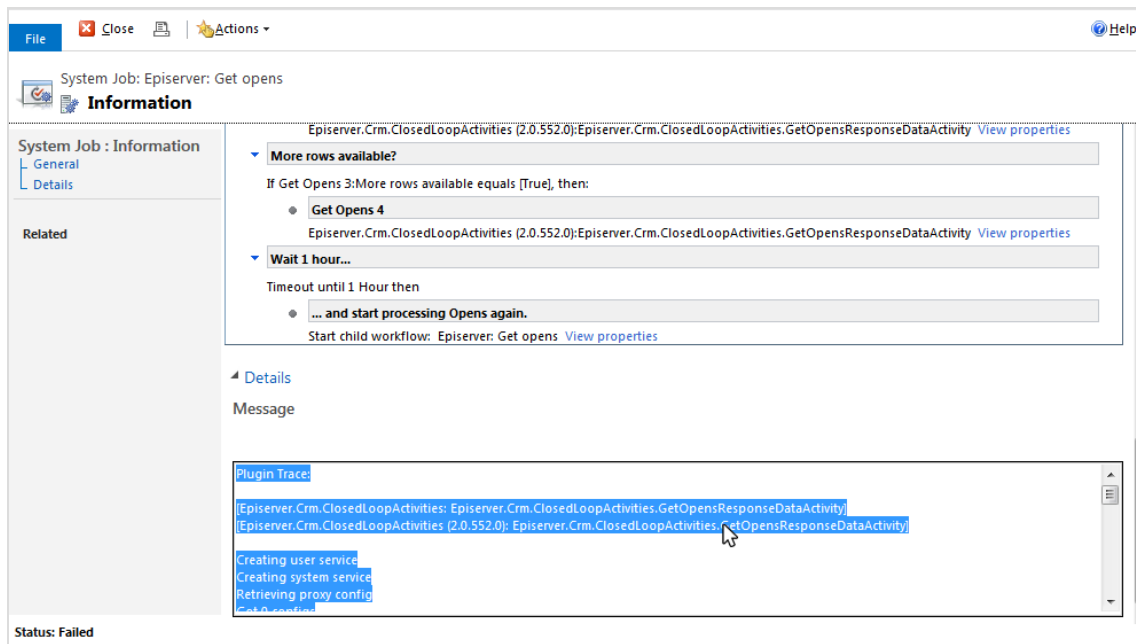 File
Close
Actions
Help
System Job: Episerver: Get opens
Information
System Job : Information
General
Details
Related
Episerver.Crm.ClosedLoopActivities (2.0.552.0):Episerver.Crm.ClosedLoopActivities.GetOpensResponseDataActivity View properties
More rows available?
If Get Opens 3:More rows available equals [True], then:
Get Opens 4
Episerver.Crm.ClosedLoopActivities (2.0.552.0):Episerver.Crm.ClosedLoopActivities.GetOpensResponseDataActivity View properties
Wait 1 hour...
Timeout until 1 Hour then
... and start processing Opens again.
Start child workflow: Episerver: Get opens View properties
Details
Message
Plugin Trace:
[Episerver.Crm.ClosedLoopActivities: Episerver.Crm.ClosedLoopActivities.GetOpensResponseDataActivity]
[Episerver.Crm.ClosedLoopActivities (2.0.552.0): Episerver.Crm.ClosedLoopActivities.GetOpensResponseDataActivity]
Creating user service
Creating system service
Retrieving proxy config
Got 0 configs
Status: Failed